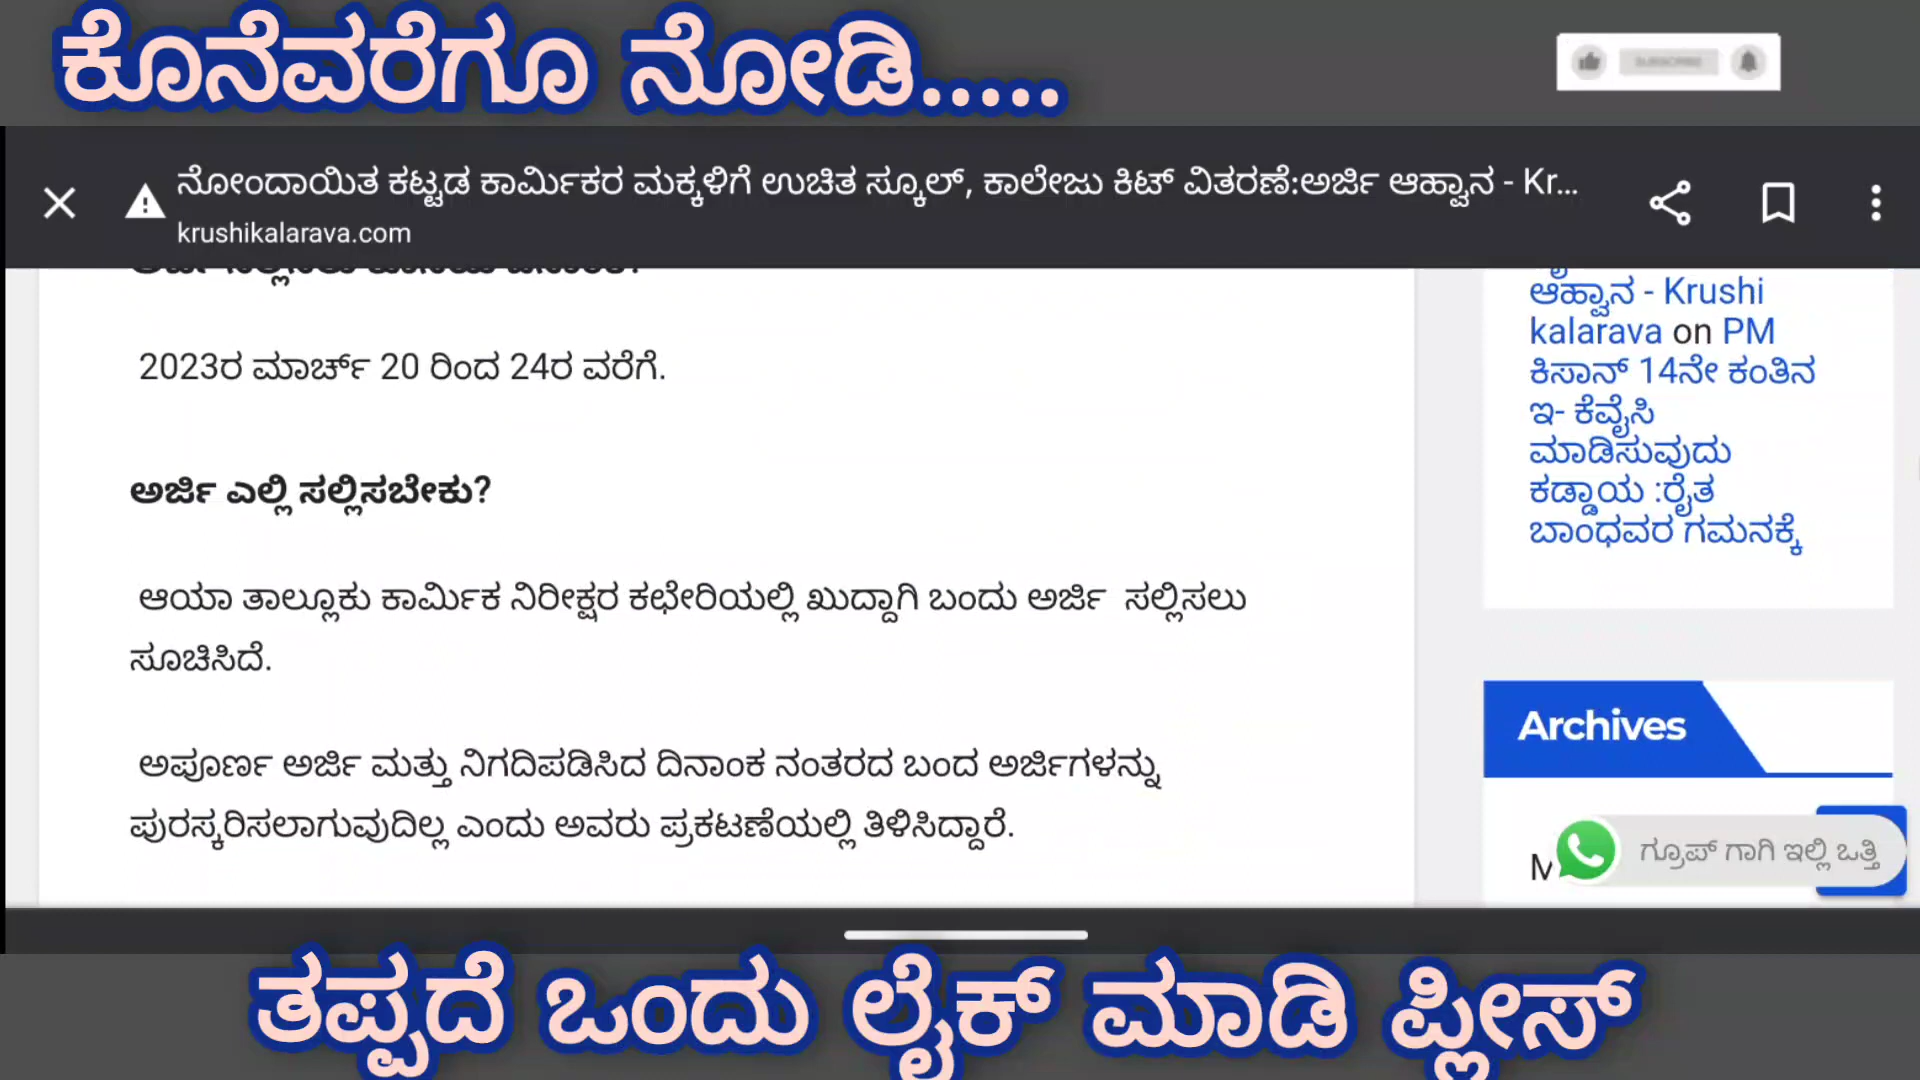 ಕೊನೆವರೆಗೂ ನೋಡಿ.....
SUBSCRIBE
ನೋಂದಾಯಿತ ಕಟ್ಟಡ ಕಾರ್ಮಿಕರ ಮಕ್ಕಳಿಗೆ ಉಚಿತ ಸ್ಕೂಲ್, ಕಾಲೇಜು ಕಿಟ್ ವಿತರಣೆ:ಅರ್ಜಿ ಆಹ್ವಾನ - Kr...
krushikalarava.com
2023ರ ಮಾರ್ಚ್ 20 ರಿಂದ 24ರ ವರೆಗೆ.
ಅರ್ಜಿ ಎಲ್ಲಿ ಸಲ್ಲಿಸಬೇಕು?
ಆಯಾ ತಾಲ್ಲೂಕು ಕಾರ್ಮಿಕ ನಿರೀಕ್ಷರ ಕಛೇರಿಯಲ್ಲಿ ಖುದ್ದಾಗಿ ಬಂದು ಅರ್ಜಿ ಸಲ್ಲಿಸಲು
ಸೂಚಿಸಿದೆ.
ಅಪೂರ್ಣ ಅರ್ಜಿ ಮತ್ತು ನಿಗದಿಪಡಿಸಿದ ದಿನಾಂಕ ನಂತರದ ಬಂದ ಅರ್ಜಿಗಳನ್ನು
ಪುರಸ್ಕರಿಸಲಾಗುವುದಿಲ್ಲ ಎಂದು ಅವರು ಪ್ರಕಟಣೆಯಲ್ಲಿ ತಿಳಿಸಿದ್ದಾರೆ.
ಆಹ್ವಾನ - Krushi
kalarava on PM
ಕಿಸಾನ್ 14ನೇ ಕಂತಿನ
ಇ- ಕೆವೈಸಿ
ಮಾಡಿಸುವುದು
ಕಡ್ಡಾಯ :ರೈತ
ಬಾಂಧವರ ಗಮನಕ್ಕೆ
Archives
ಗ್ರೂಪ್ ಗಾಗಿ ಇಲ್ಲಿ ಒತ್ತಿ
ತಪ್ಪದೆ ಒಂದು ಲೈಕ್ ಮಾಡಿ ಪ್ಲೀಸ್